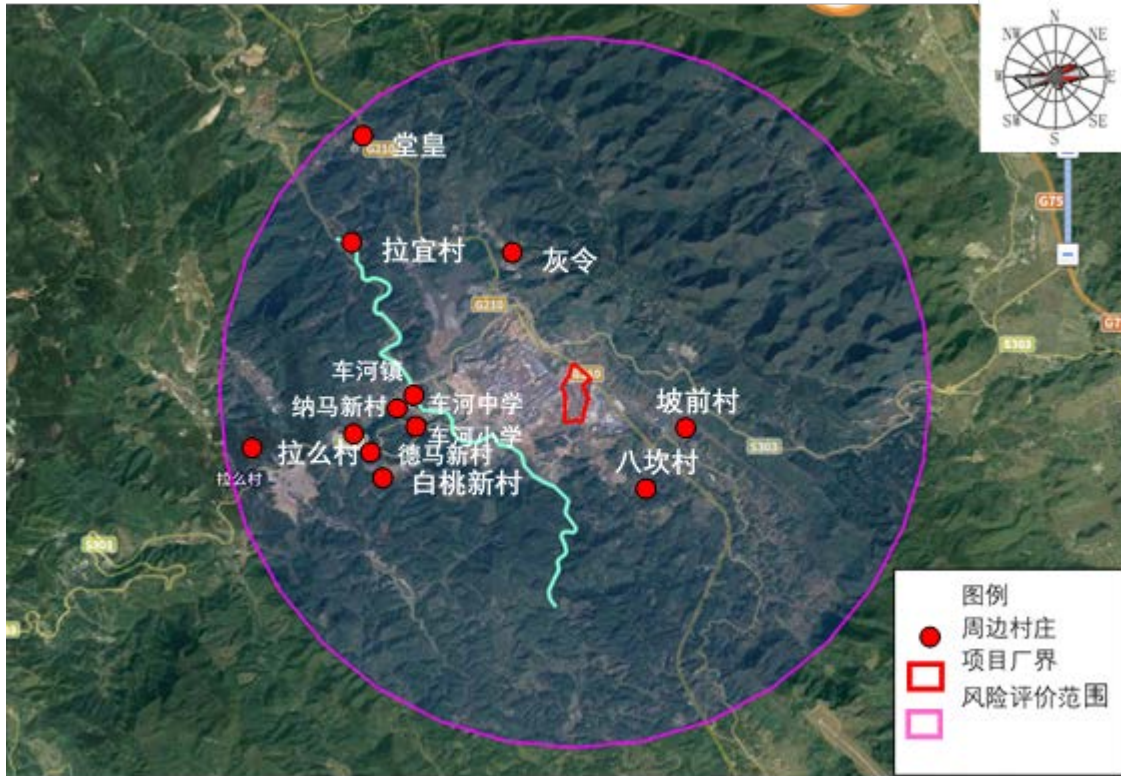 N
NW
NE
W
E
SW
SE
S
堂皇
G210
G75
拉宜村
灰令
G210
S303
车河镇
纳马新村
车河中学
坡前村
车河小学
S303
拉么村
德马新村
八坎村
拉么村
白桃新村
图例
周边村庄
项目厂界
风险评价范围